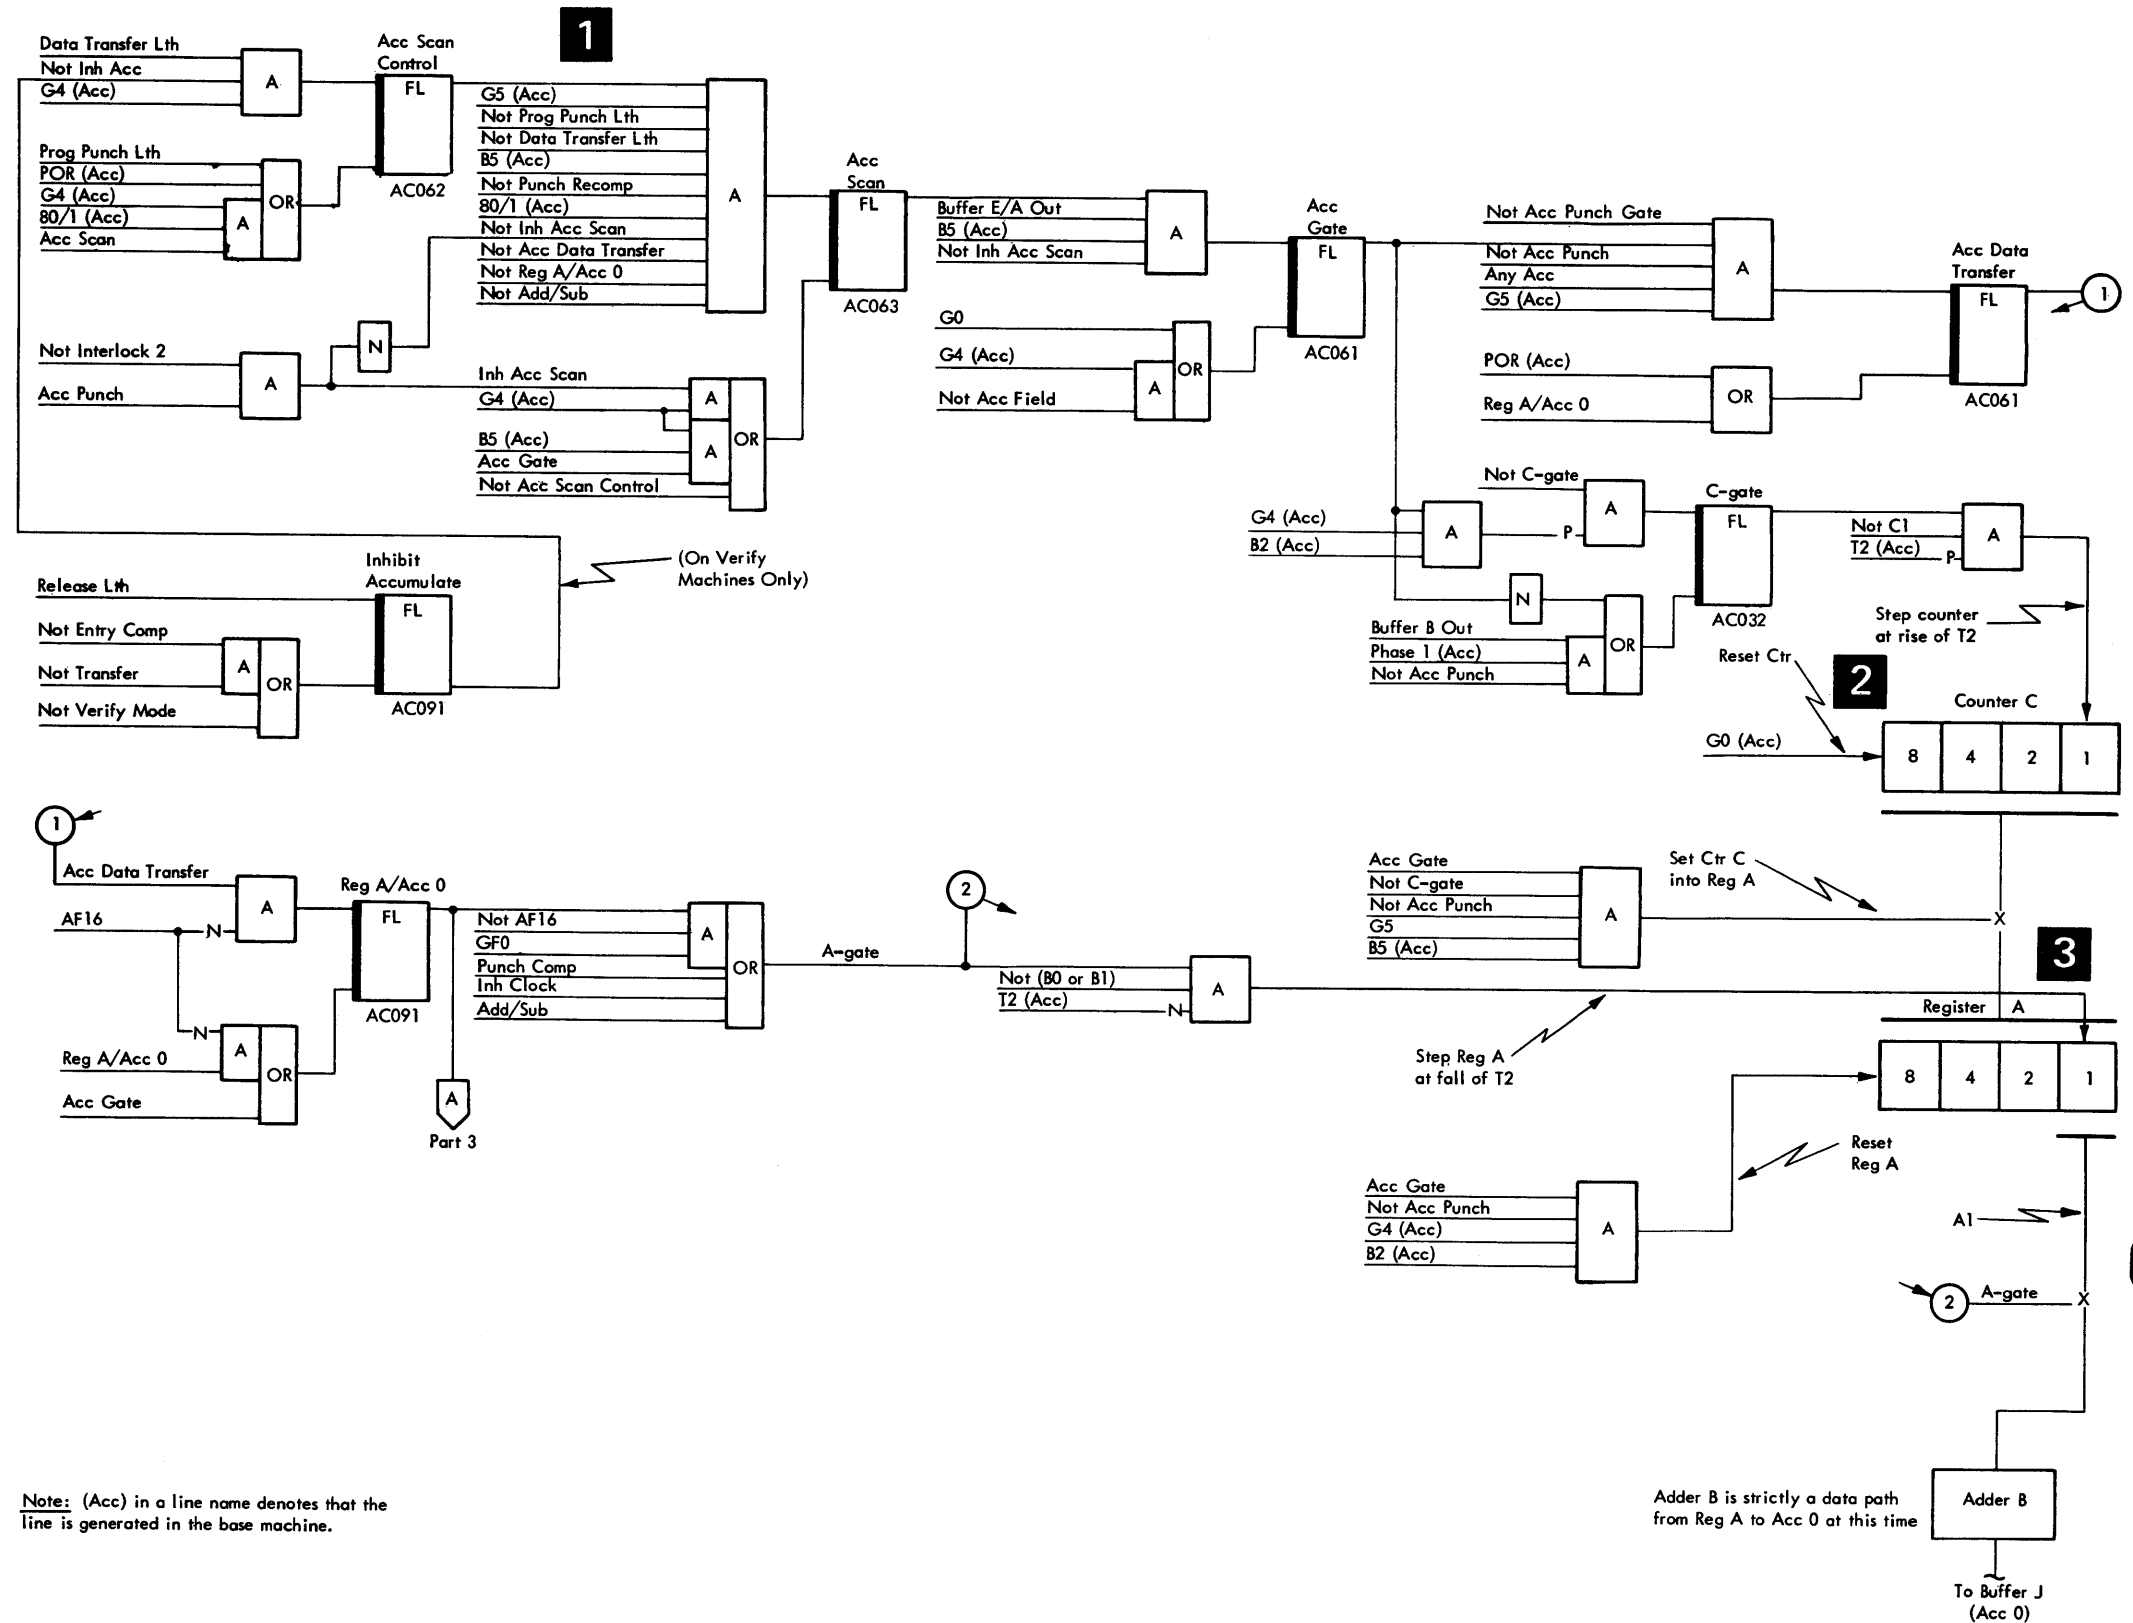 1
Data Transfer Lth
Not Inh Acc
G4 (Acc)
A
Acc Scan
Control
FL
AC062
Prog Punch Lth
POR (Acc)
G4 (Acc)
80/1 (Acc)
Acc Scan
A
OR
G5 (Acc)
Not Prog Punch Lth
Not Data Transfer Lth
B5 (Acc)
Not Punch Recomp
80/1 (Acc)
Not Inh Acc Scan
Not Acc Data Transfer
Not Reg A/Acc 0
Not Add/Sub
A
Acc
Scan
FL
AC063
Not Interlock 2
Acc Punch
A
N
Inh Acc Scan
G4 (Acc)
B5 (Acc)
Acc Gate
Not Acc Scan Control
A
A
OR
Buffer E/A Out
B5 (Acc)
Not Inh Acc Scan
A
Acc
Gate
FL
AC061
G0
G4 (Acc)
Not Acc Field
A
OR
Not Acc Punch Gate
Not Acc Punch
Any Acc
G5 (Acc)
A
Acc Data
Transfer
FL
AC061
1
POR (Acc)
Reg A/Acc 0
OR
Not C-gate
A
G4 (Acc)
B2 (Acc)
A
P
C-gate
FL
AC032
Not C1
T2 (Acc)
P
A
N
Buffer B Out
Phase 1 (Acc)
Not Acc Punch
A
OR
Step counter
at rise of T2
Release Lth
Inhibit
Accumulate
FL
AC091
(On Verify
Machines Only)
Not Entry Comp
Not Transfer
Not Verify Mode
A
OR
Reset Ctr
2
Counter C
G0 (Acc)
8
4
2
1
1
Acc Data Transfer
AF16
N
A
Reg A/Acc 0
FL
AC091
N
Reg A/Acc 0
Acc Gate
A
OR
A
Part 3
Not AF16
GF0
Punch Comp
Inh Clock
Add/Sub
A
OR
A-gate
2
Not (B0 or B1)
T2 (Acc)
N
A
Acc Gate
Not C-gate
Not Acc Punch
G5
B5 (Acc)
A
Set Ctr C
into Reg A
X
3
Register A
8
4
2
1
Step Reg A
at fall of T2
Reset
Reg A
Acc Gate
Not Acc Punch
G4 (Acc)
B2 (Acc)
A
A1
2
A-gate
X
Note: (Acc) in a line name denotes that the
line is generated in the base machine.
Adder B is strictly a data path
from Reg A to Acc 0 at this time
Adder B
To Buffer J
(Acc 0)